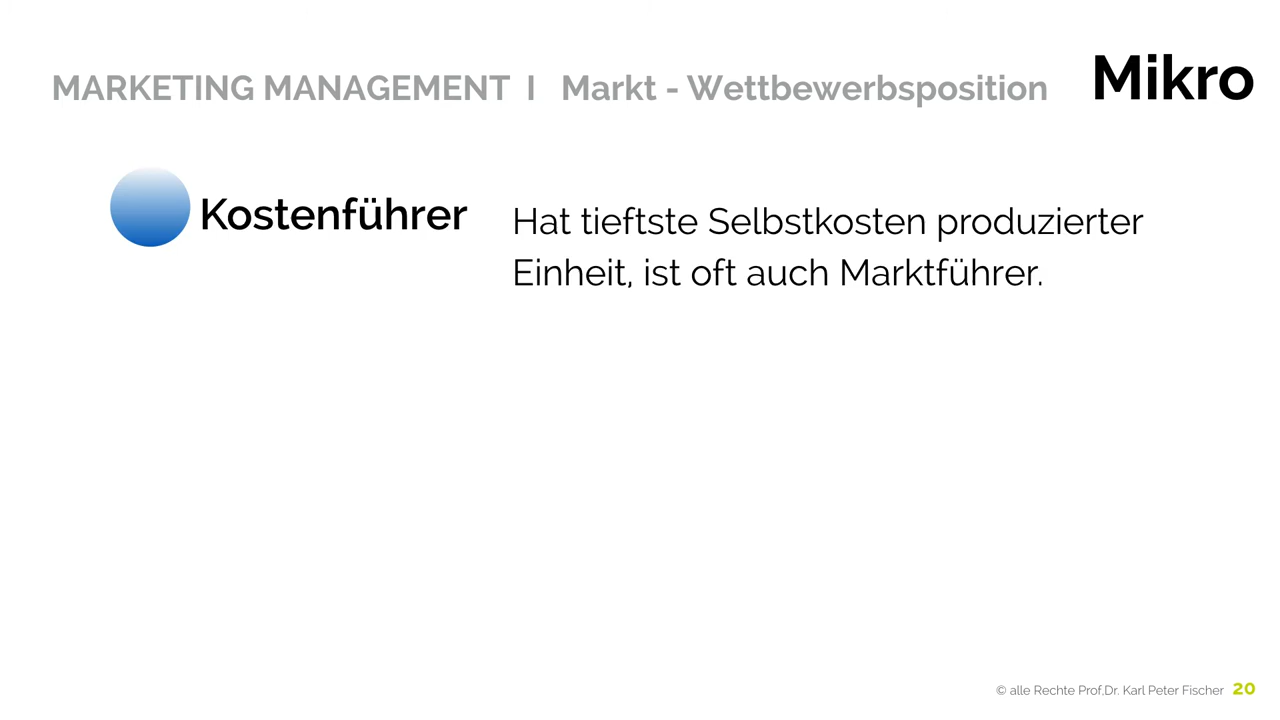 MARKETING MANAGEMENT I Markt - Wettbewerbsposition Mikro
Kostenführer
Hat tieftste Selbstkosten produzierter
Einheit, ist oft auch Marktführer.
© alle Rechte Prof.Dr. Karl Peter Fischer 20